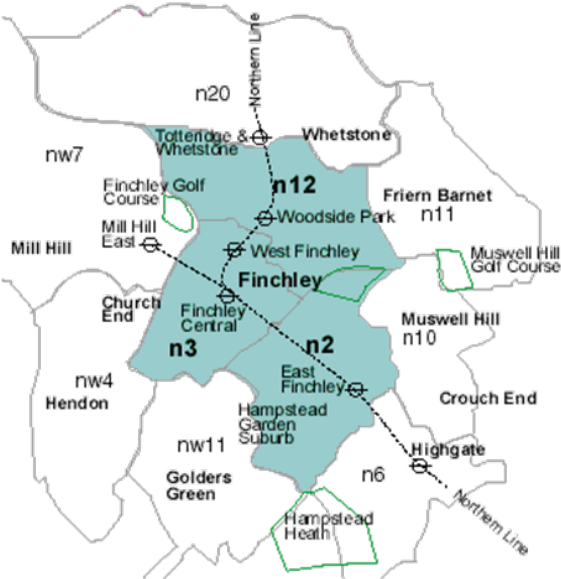 Northern Line
n20
Totteridge &
Whetstone
Whetstone
nw7
n12
Finchley Golf
Course
Friern Barnet
n11
Woodside Park
Mill Hill
East
Mill Hill
West Finchley
Muswell Hill
Golf Course
Finchley
Church
End
Finchley
Central
Muswell Hill
n10
n3
n2
nw4
Hendon
East
Finchley
Crouch End
Hampstead
Garden
Suburb
nw11
Highgate
Golders
Green
n6
Northern Line
Hampstead
Heath